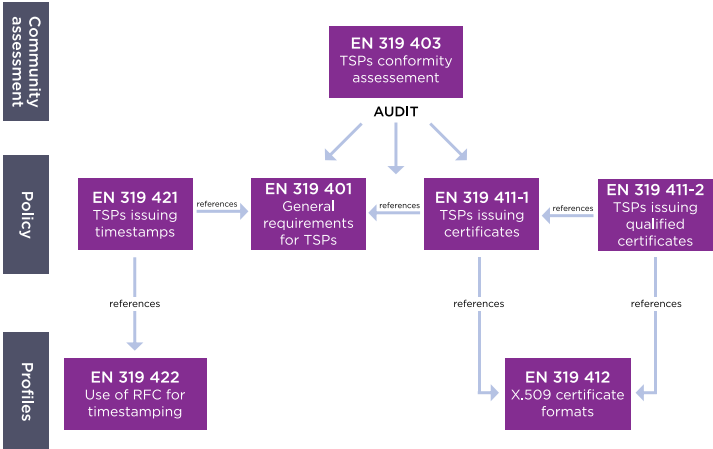 Community
assessment
EN 319 403
TSPs conformity
assessement
AUDIT
Policy
EN 319 421
TSPs issuing
timestamps
references
EN 319 401
General
requirements
for TSPs
references
EN 319 411-1
TSPs issuing
certificates
references
EN 319 411-2
TSPs issuing
qualified
certificates
references
references
references
Profiles
EN 319 422
Use of RFC for
timestamping
EN 319 412
X.509 certificate
formats